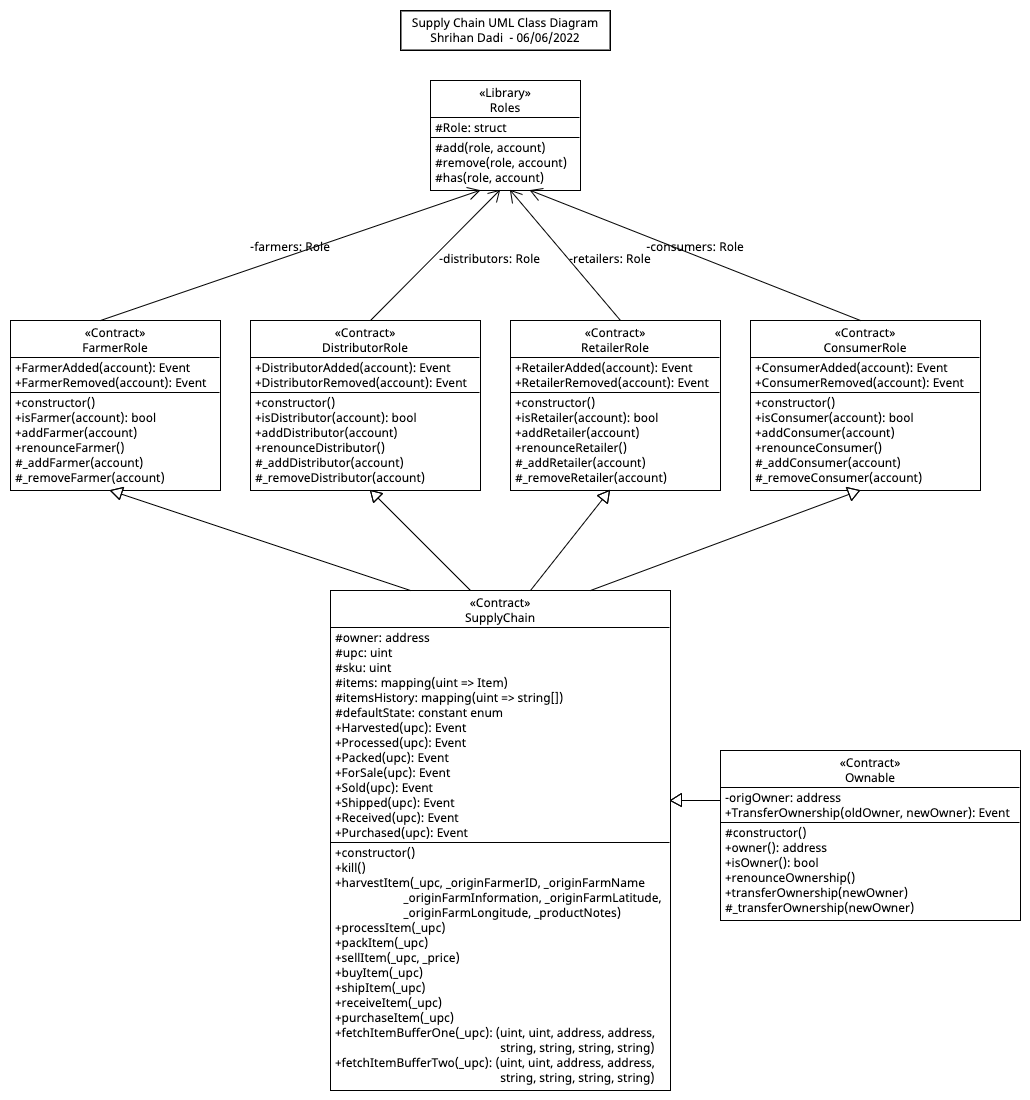 Supply Chain UML Class Diagram
Shrihan Dadi  - 06/06/2022
«Library»
Roles
#Role: struct
#add(role, account)
#remove(role, account)
#has(role, account)
-farmers: Role
-distributors: Role
-retailers: Role
-consumers: Role
«Contract»
FarmerRole
+FarmerAdded(account): Event
+FarmerRemoved(account): Event
+constructor()
+isFarmer(account): bool
+addFarmer(account)
+renounceFarmer()
#_addFarmer(account)
#_removeFarmer(account)
«Contract»
DistributorRole
+DistributorAdded(account): Event
+DistributorRemoved(account): Event
+constructor()
+isDistributor(account): bool
+addDistributor(account)
+renounceDistributor()
#_addDistributor(account)
#_removeDistributor(account)
«Contract»
RetailerRole
+RetailerAdded(account): Event
+RetailerRemoved(account): Event
+constructor()
+isRetailer(account): bool
+addRetailer(account)
+renounceRetailer()
#_addRetailer(account)
#_removeRetailer(account)
«Contract»
ConsumerRole
+ConsumerAdded(account): Event
+ConsumerRemoved(account): Event
+constructor()
+isConsumer(account): bool
+addConsumer(account)
+renounceConsumer()
#_addConsumer(account)
#_removeConsumer(account)
«Contract»
SupplyChain
#owner: address
#upc: uint
#sku: uint
#items: mapping(uint => Item)
#itemsHistory: mapping(uint => string[])
#defaultState: constant enum
+Harvested(upc): Event
+Processed(upc): Event
+Packed(upc): Event
+ForSale(upc): Event
+Sold(upc): Event
+Shipped(upc): Event
+Received(upc): Event
+Purchased(upc): Event
+constructor()
+kill()
+harvestItem(_upc, _originFarmerID, _originFarmName
_originFarmInformation, _originFarmLatitude,
_originFarmLongitude, _productNotes)
+processItem(_upc)
+packItem(_upc)
+sellItem(_upc, _price)
+buyItem(_upc)
+shipItem(_upc)
+receiveItem(_upc)
+purchaseItem(_upc)
+fetchItemBufferOne(_upc): (uint, uint, address, address,
string, string, string, string)
+fetchItemBufferTwo(_upc): (uint, uint, address, address,
string, string, string, string)
«Contract»
Ownable
-origOwner: address
+TransferOwnership(oldOwner, newOwner): Event
#constructor()
+owner(): address
+isOwner(): bool
+renounceOwnership()
+transferOwnership(newOwner)
#_transferOwnership(newOwner)